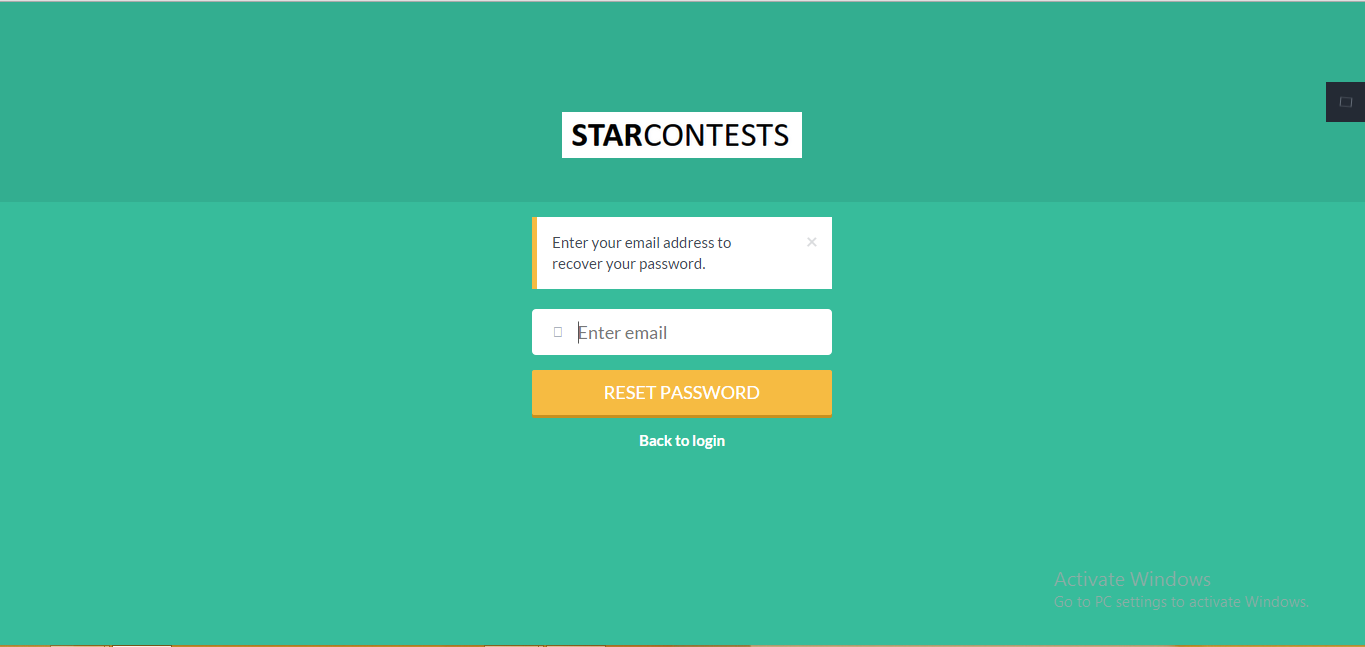 STARCONTESTS
Enter your email address to
recover your password.
×
Enter email
RESET PASSWORD
Back to login
Activate Windows
Go to PC settings to activate Windows.